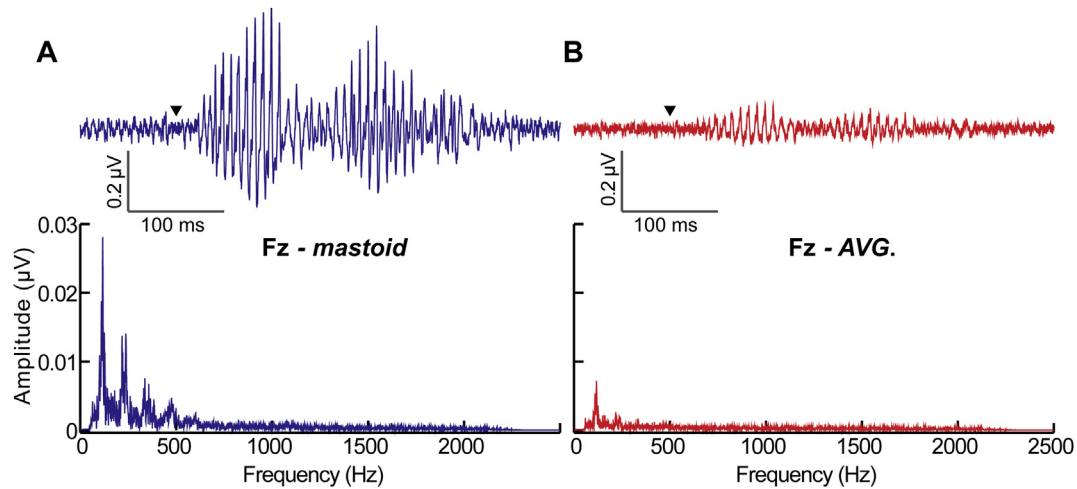 A
B
0.2 µV
100 ms
0.2 µV
100 ms
Fz - mastoid
Fz - AVG.
Amplitude (µV)
0.03
0.02
0.01
0
0 500 1000 1500 2000
Frequency (Hz)
0 500 1000 1500 2000 2500
Frequency (Hz)